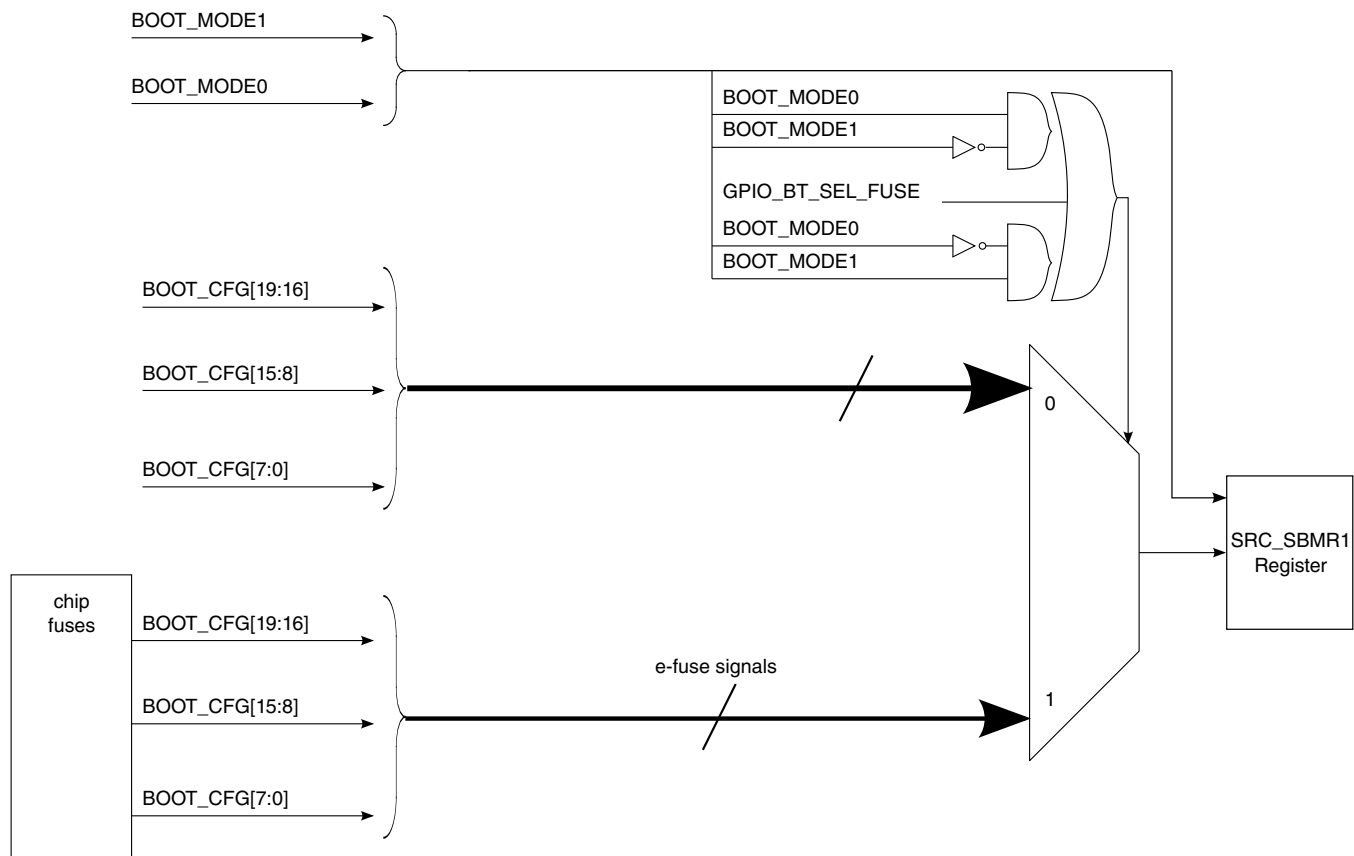 BOOT_MODE1
BOOT_MODE0
BOOT_MODE0
BOOT_MODE1
GPIO_BT_SEL_FUSE
BOOT_MODE0
BOOT_MODE1
BOOT_CFG[19:16]
BOOT_CFG[15:8]
BOOT_CFG[7:0]
0
SRC_SBMR1
Register
chip
fuses
BOOT_CFG[19:16]
BOOT_CFG[15:8]
BOOT_CFG[7:0]
e-fuse signals
1